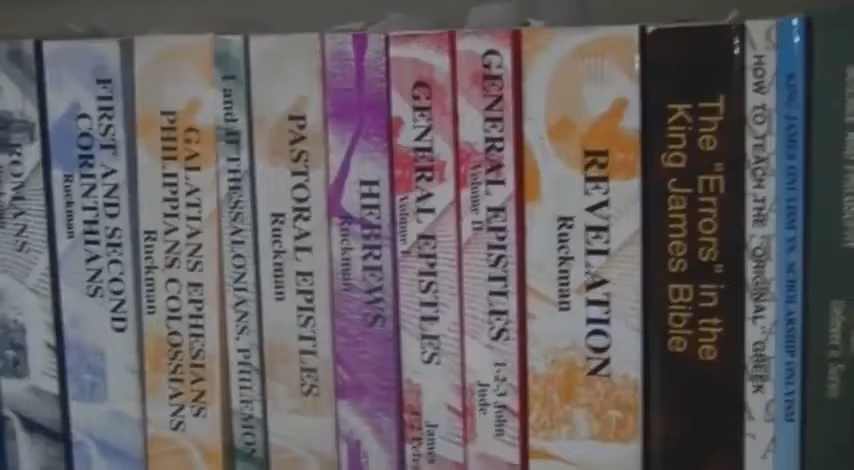 ROMANS
FIRST AND SECOND
CORINTHIANS
Ruckman
GALATIANS EPHESIANS
PHILIPPIANS COLOSSIANS
Ruckman
I and II THESSALONIANS, PHILEMON
PASTORAL EPISTLES
Ruckman
HEBREWS
Ruckman
GENERAL EPISTLES
Volume I
James
GENERAL EPISTLES
Volume II
1-2-3 John
Jude
REVELATION
Ruckman
The "Errors" in the
King James Bible
HOW TO TEACH THE "ORIGINAL" GREEK
KING JAMES ONLYISM VS. SCHOLARSHIP ONLYISM